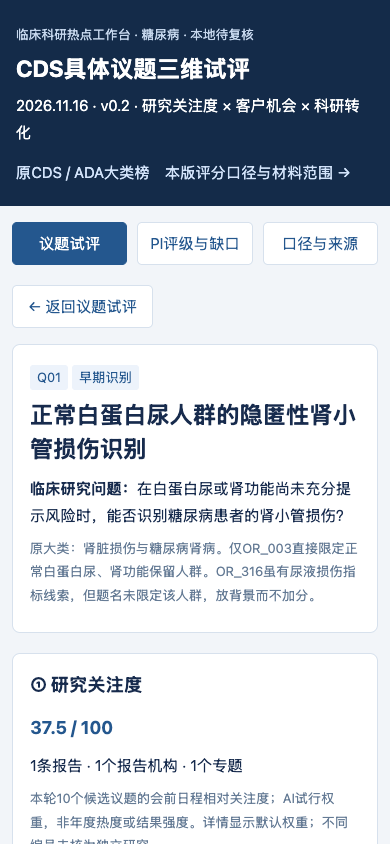 临床科研热点工作台 · 糖尿病 · 本地待复核
CDS具体议题三维试评
2026.11.16 · v0.2 · 研究关注度 × 客户机会 × 科研转
化
原CDS / ADA大类榜 本版评分口径与材料范围 →
议题试评 PI评级与缺口 口径与来源
← 返回议题试评
Q01 早期识别
正常白蛋白尿人群的隐匿性肾小
管损伤识别
临床研究问题：在白蛋白尿或肾功能尚未充分提
示风险时，能否识别糖尿病患者的肾小管损伤？
原大类：肾脏损伤与糖尿病肾病。仅OR_003直接限定正
常白蛋白尿、肾功能保留人群。OR_316虽有尿液损伤指
标线索，但题名未限定该人群，放背景而不加分。
① 研究关注度
37.5 / 100
1条报告 · 1个报告机构 · 1个专题
本轮10个候选议题的会前日程相对关注度；AI试行权
重，非年度热度或结果强度。详情显示默认权重；不同